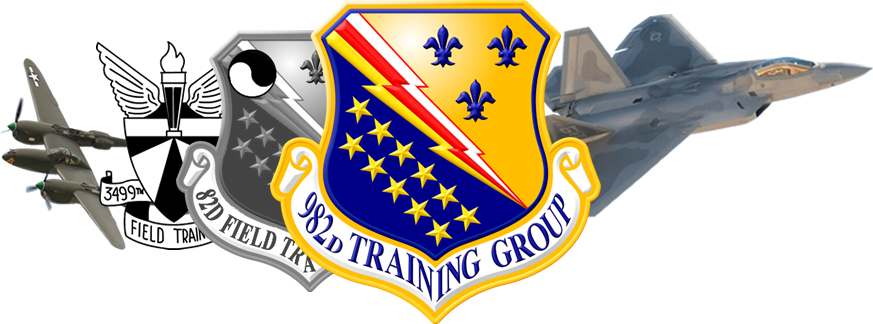 3499TH
FIELD TRAIN
82D FIELD TRA
982D TRAINING GROUP